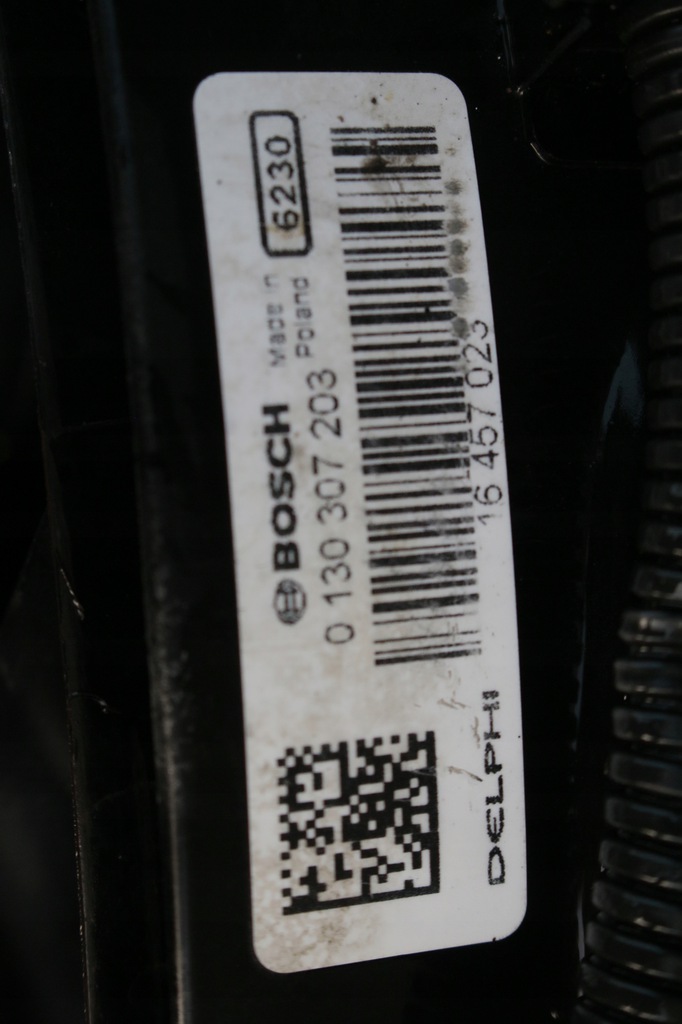 BOSCH Made in Poland 6230
0 130 307 203
16 457 023
DELPHI